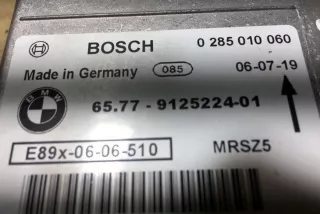 BOSCH 0 285 010 060
Made in Germany 085 06-07-19
BMW 65.77 - 9125224-01
E89x-06-06-510 MRSZ5